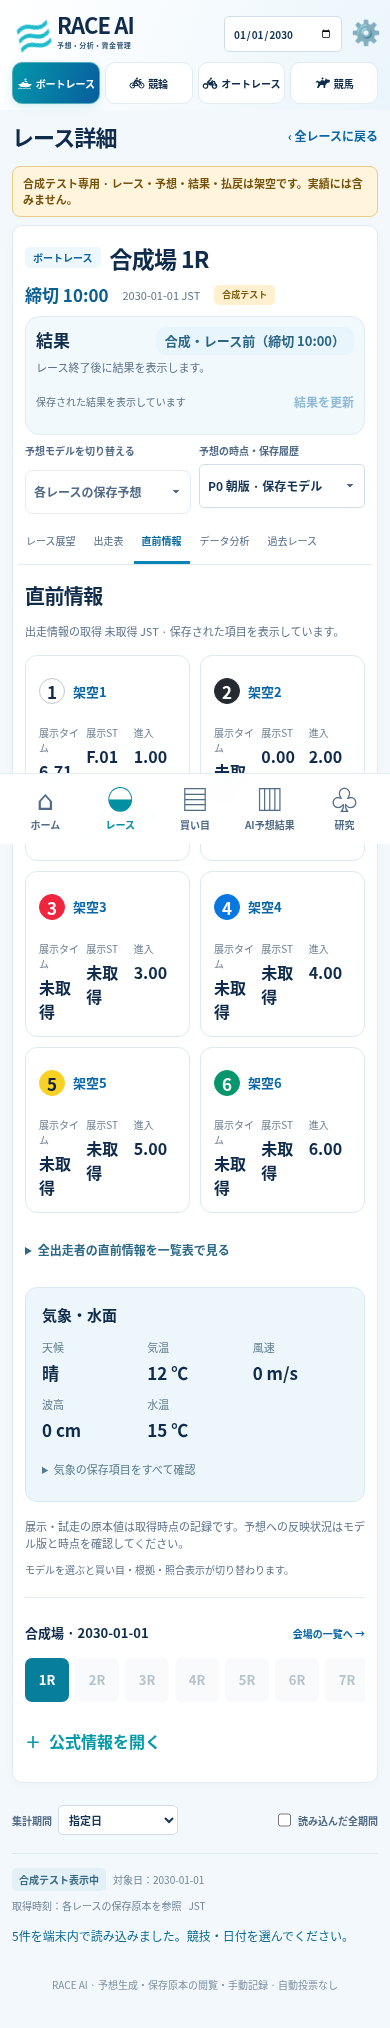 RACE AI
予想・分析・資金管理
01/01/2030
ボートレース
競輪
オートレース
競馬
レース詳細
‹ 全レースに戻る
合成テスト専用 · レース・予想・結果・払戻は架空です。実績には含
みません。
ボートレース 合成場 1R
締切 10:00 2030-01-01 JST 合成テスト
結果
合成・レース前（締切 10:00）
レース終了後に結果を表示します。
保存された結果を表示しています
結果を更新
予想モデルを切り替える
予想の時点・保存履歴
各レースの保存予想
P0 朝版 · 保存モデル
レース展望 出走表 直前情報 データ分析 過去レース
直前情報
出走情報の取得 未取得 JST · 保存された項目を表示しています。
1 架空1
展示タイム 展示ST 進入
6.71 F.01 1.00
2 架空2
展示タイム 展示ST 進入
未取 0.00 2.00
ホーム
レース
買い目
AI予想結果
研究
3 架空3
展示タイム 展示ST 進入
未取得 未取得 3.00
4 架空4
展示タイム 展示ST 進入
未取得 未取得 4.00
5 架空5
展示タイム 展示ST 進入
未取得 未取得 5.00
6 架空6
展示タイム 展示ST 進入
未取得 未取得 6.00
▶ 全出走者の直前情報を一覧表で見る
気象・水面
天候 気温 風速
晴 12 ℃ 0 m/s
波高 水温
0 cm 15 ℃
▶ 気象の保存項目をすべて確認
展示・試走の原本値は取得時点の記録です。予想への反映状況はモデ
ル版と時点を確認してください。
モデルを選ぶと買い目・根拠・照合表示が切り替わります。
合成場 · 2030-01-01
会場の一覧へ →
1R 2R 3R 4R 5R 6R 7R
＋ 公式情報を開く
集計期間 指定日
読み込んだ全期間
合成テスト表示中 対象日：2030-01-01
取得時刻：各レースの保存原本を参照 JST
5件を端末内で読み込みました。競技・日付を選んでください。
RACE AI · 予想生成・保存原本の閲覧・手動記録 · 自動投票なし